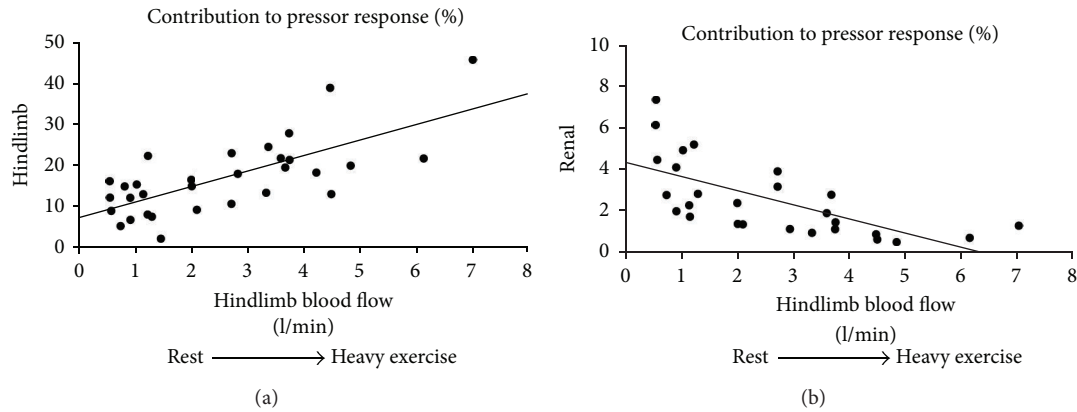 Contribution to pressor response (%)
50
40
30
20
10
0
Hindlimb
0 1 2 3 4 5 6 7 8
Hindlimb blood flow
(l/min)
Rest Heavy exercise
(a)
Contribution to pressor response (%)
10
8
6
4
2
0
Renal
0 1 2 3 4 5 6 7 8
Hindlimb blood flow
(l/min)
Rest Heavy exercise
(b)